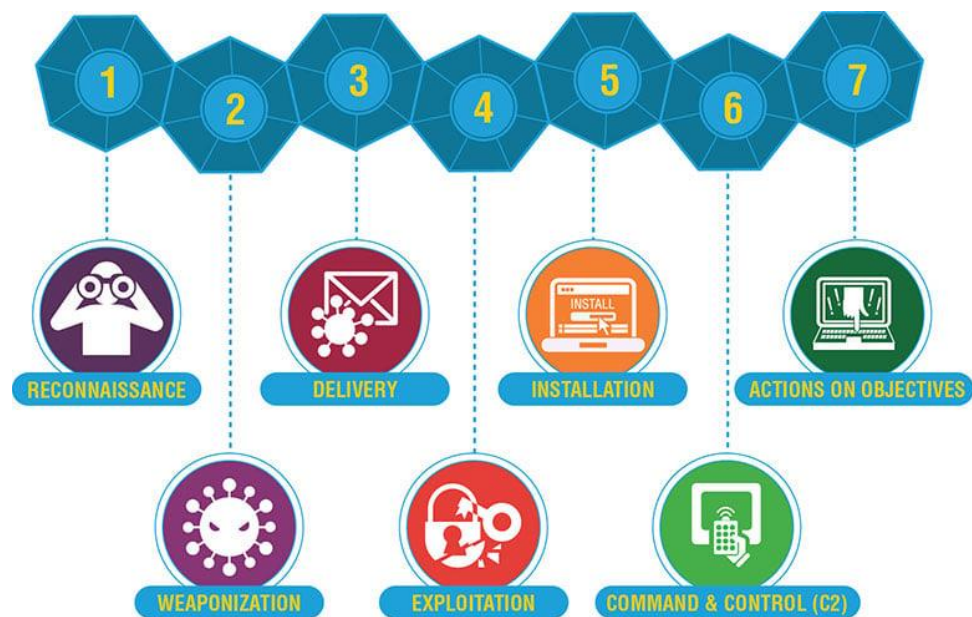 1
2
3
4
5
6
7
RECONNAISSANCE
DELIVERY
INSTALL
INSTALLATION
ACTIONS ON OBJECTIVES
WEAPONIZATION
EXPLOITATION
COMMAND & CONTROL (C2)